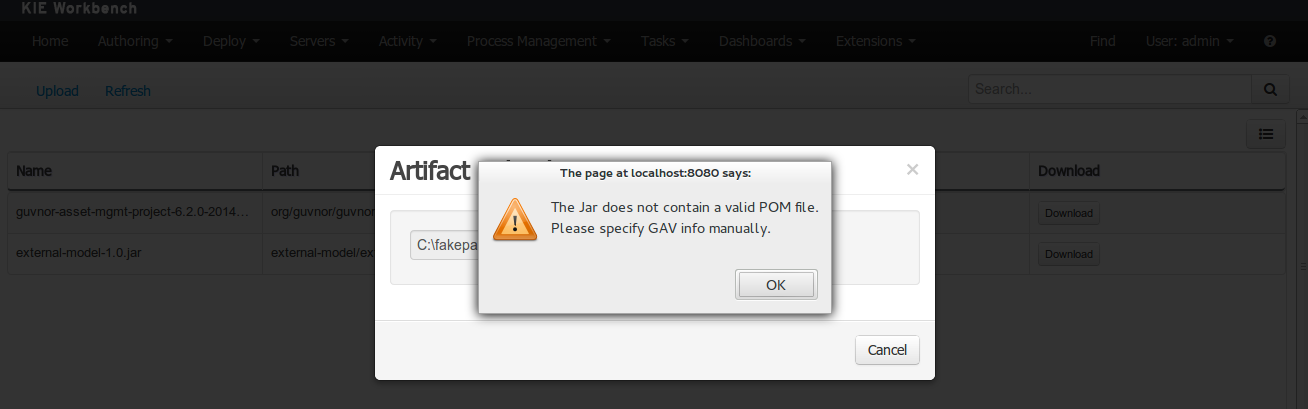 KIE Workbench
Home Authoring Deploy Servers Activity Process Management Tasks Dashboards Extensions Find User: admin
Upload Refresh Search...
Name Path Download
guvnor-asset-mgmt-project-6.2.0-2014... org/guvnor/guvnor Download
external-model-1.0.jar external-model/ex Download
Artifact
×
C:\fakepa
The page at localhost:8080 says:
The Jar does not contain a valid POM file.
Please specify GAV info manually.
OK
Cancel